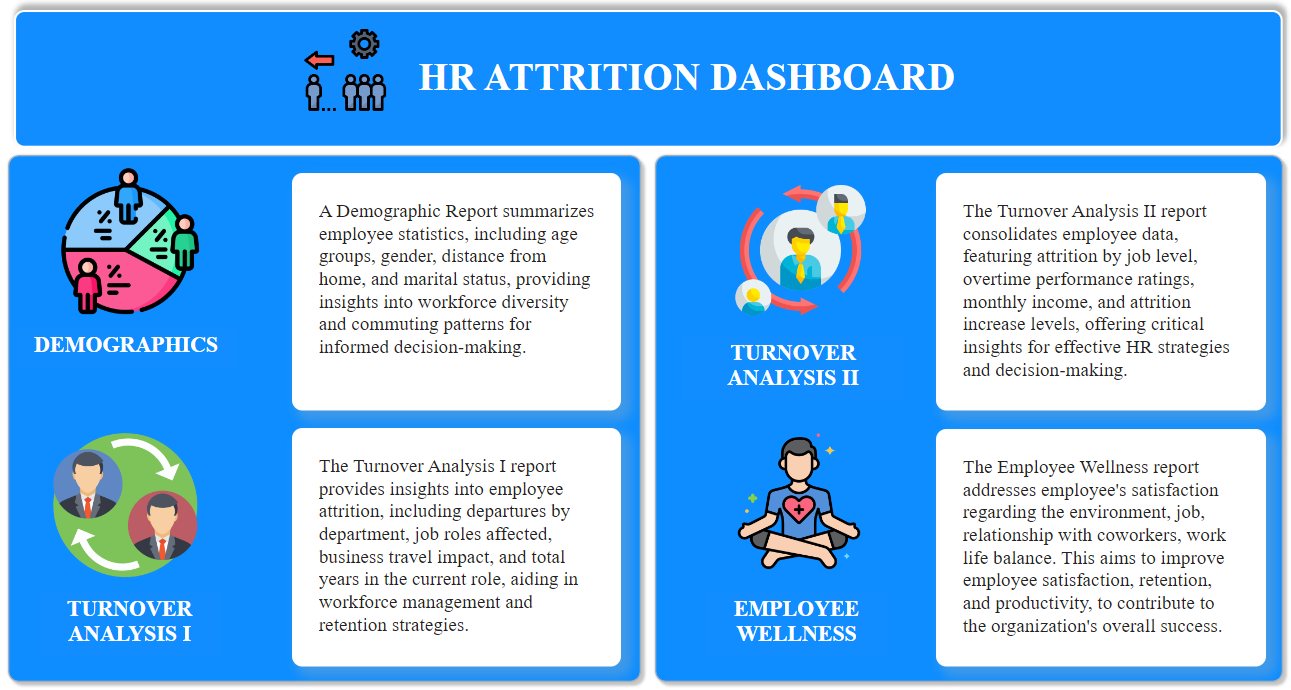 HR ATTRITION DASHBOARD
DEMOGRAPHICS
A Demographic Report summarizes
employee statistics, including age
groups, gender, distance from
home, and marital status, providing
insights into workforce diversity
and commuting patterns for
informed decision-making.
TURNOVER
ANALYSIS I
The Turnover Analysis I report
provides insights into employee
attrition, including departures by
department, job roles affected,
business travel impact, and total
years in the current role, aiding in
workforce management and
retention strategies.
TURNOVER
ANALYSIS II
The Turnover Analysis II report
consolidates employee data,
featuring attrition by job level,
overtime performance ratings,
monthly income, and attrition
increase levels, offering critical
insights for effective HR strategies
and decision-making.
EMPLOYEE
WELLNESS
The Employee Wellness report
addresses employee's satisfaction
regarding the environment, job,
relationship with coworkers, work
life balance. This aims to improve
employee satisfaction, retention,
and productivity, to contribute to
the organization's overall success.